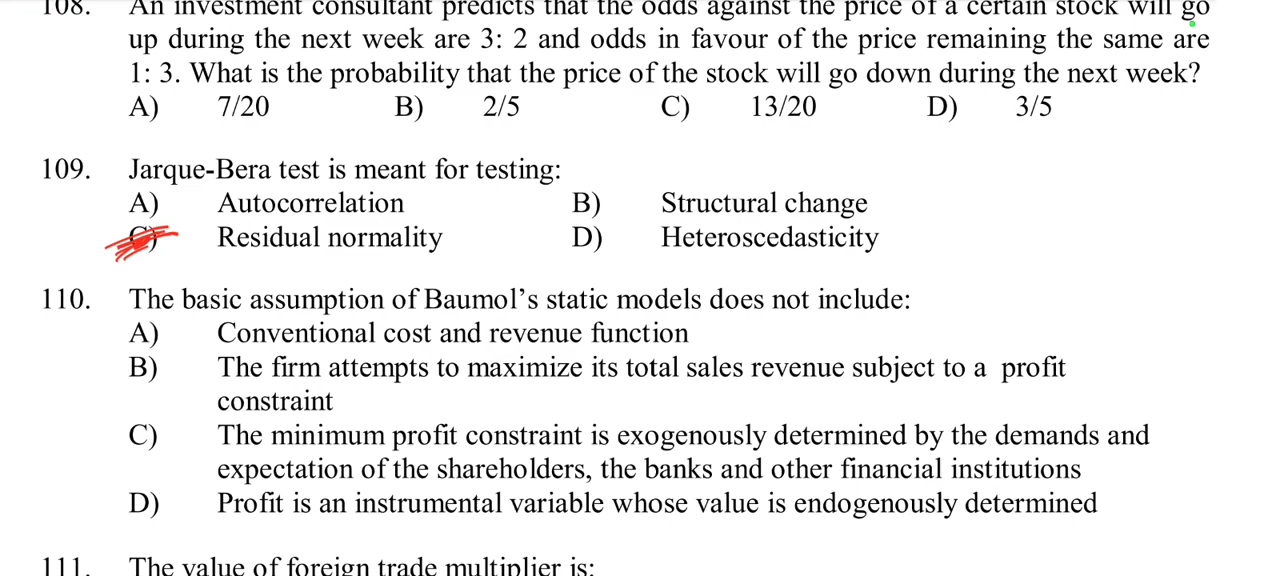 108. An investment consultant predicts that the odds against the price of a certain stock will go
up during the next week are 3: 2 and odds in favour of the price remaining the same are
1: 3. What is the probability that the price of the stock will go down during the next week?
A) 7/20 B) 2/5 C) 13/20 D) 3/5
109. Jarque-Bera test is meant for testing:
A) Autocorrelation B) Structural change
C) Residual normality D) Heteroscedasticity
110. The basic assumption of Baumol’s static models does not include:
A) Conventional cost and revenue function
B) The firm attempts to maximize its total sales revenue subject to a profit
constraint
C) The minimum profit constraint is exogenously determined by the demands and
expectation of the shareholders, the banks and other financial institutions
D) Profit is an instrumental variable whose value is endogenously determined
111. The value of foreign trade multiplier is: